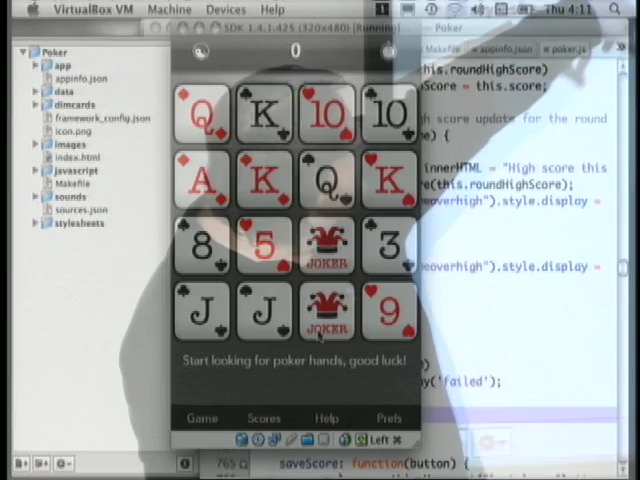 VirtualBox VM Machine Devices Help Thu 4:11
SDK 1.4.1.425 (320x480) [Running] Poker
Makefile appinfo.json poker.js
Poker
app
appinfo.json
data
dimcards
framework_config.json
icon.png
images
index.html
javascript
Makefile
sounds
sources.json
stylesheets
0
Q K 10 10
A K Q K
8 5 JOKER 3
J J JOKER 9
Start looking for poker hands, good luck!
Game Scores Help Prefs
Left ⌘
this.roundHighScore)
Score = this.score;
high score update for the round
e) {
innerHTML = "High score this
(this.roundHighScore);
").style.display =
meoverhigh").style.display =
y('failed');
765
saveScore: function(button) {